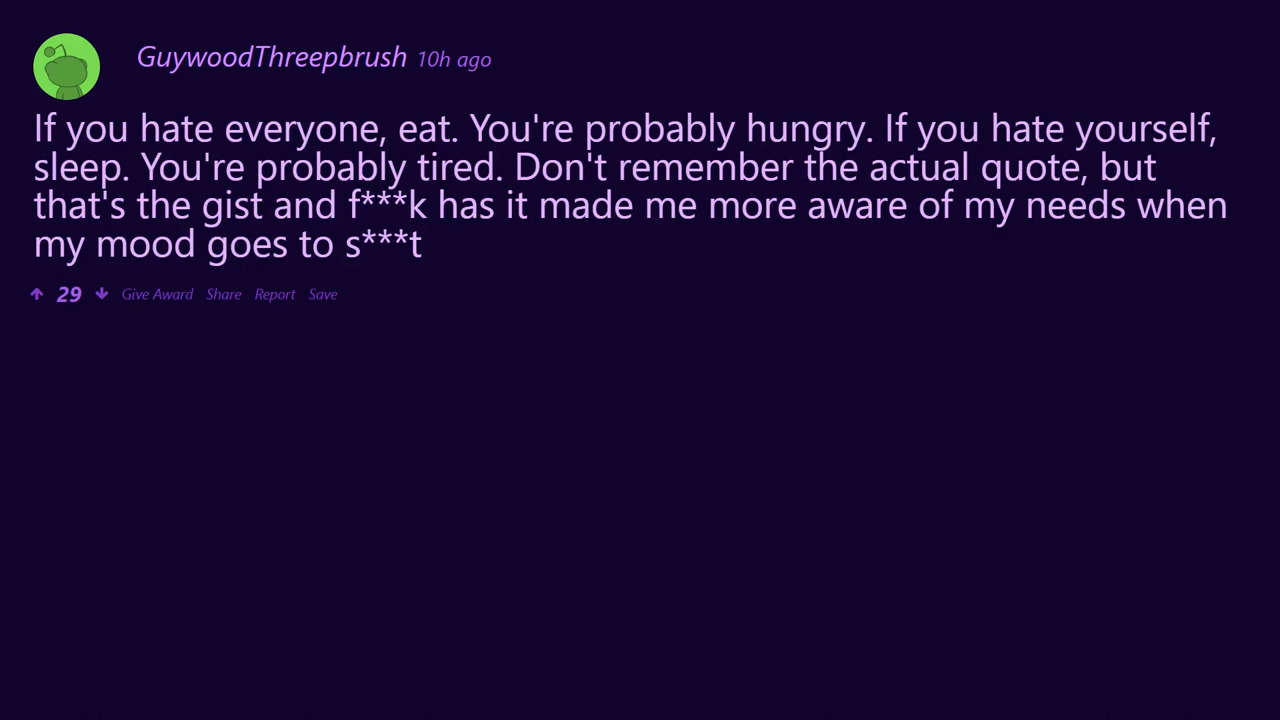 GuywoodThreepbrush 10h ago
If you hate everyone, eat. You're probably hungry. If you hate yourself,
sleep. You're probably tired. Don't remember the actual quote, but
that's the gist and f***k has it made me more aware of my needs when
my mood goes to s***t
29 Give Award Share Report Save